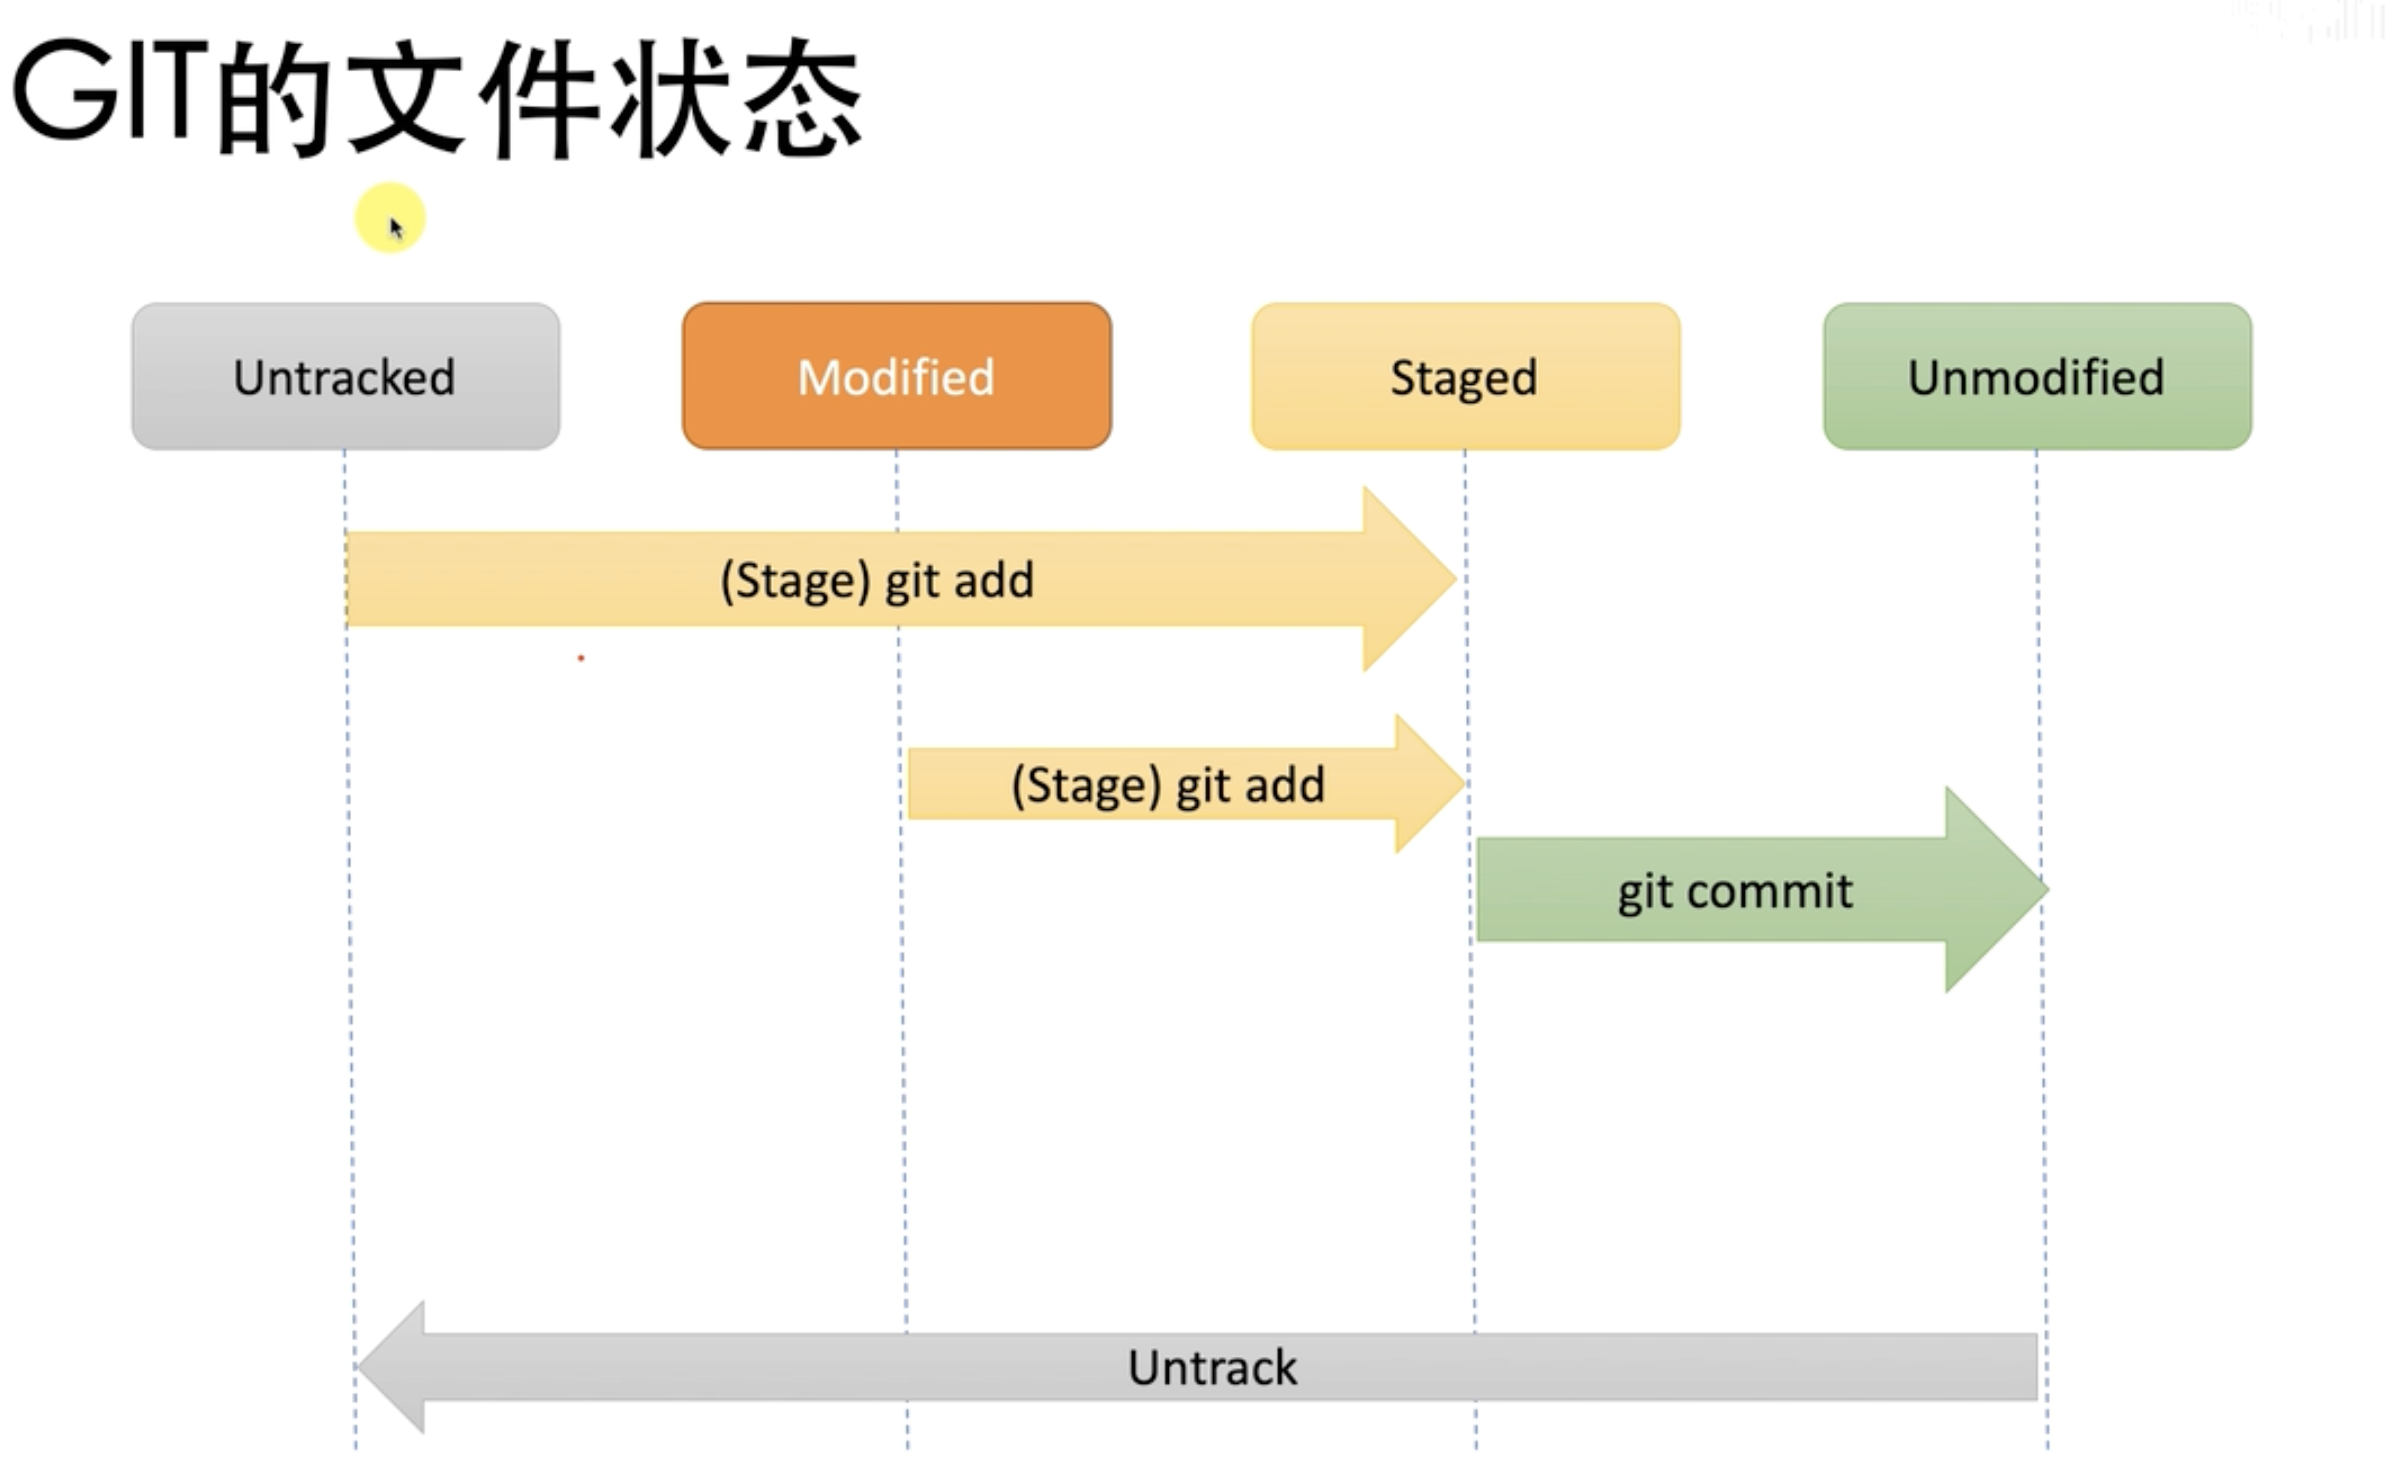 GIT的文件状态
Untracked
Modified
Staged
Unmodified
(Stage) git add
(Stage) git add
git commit
Untrack